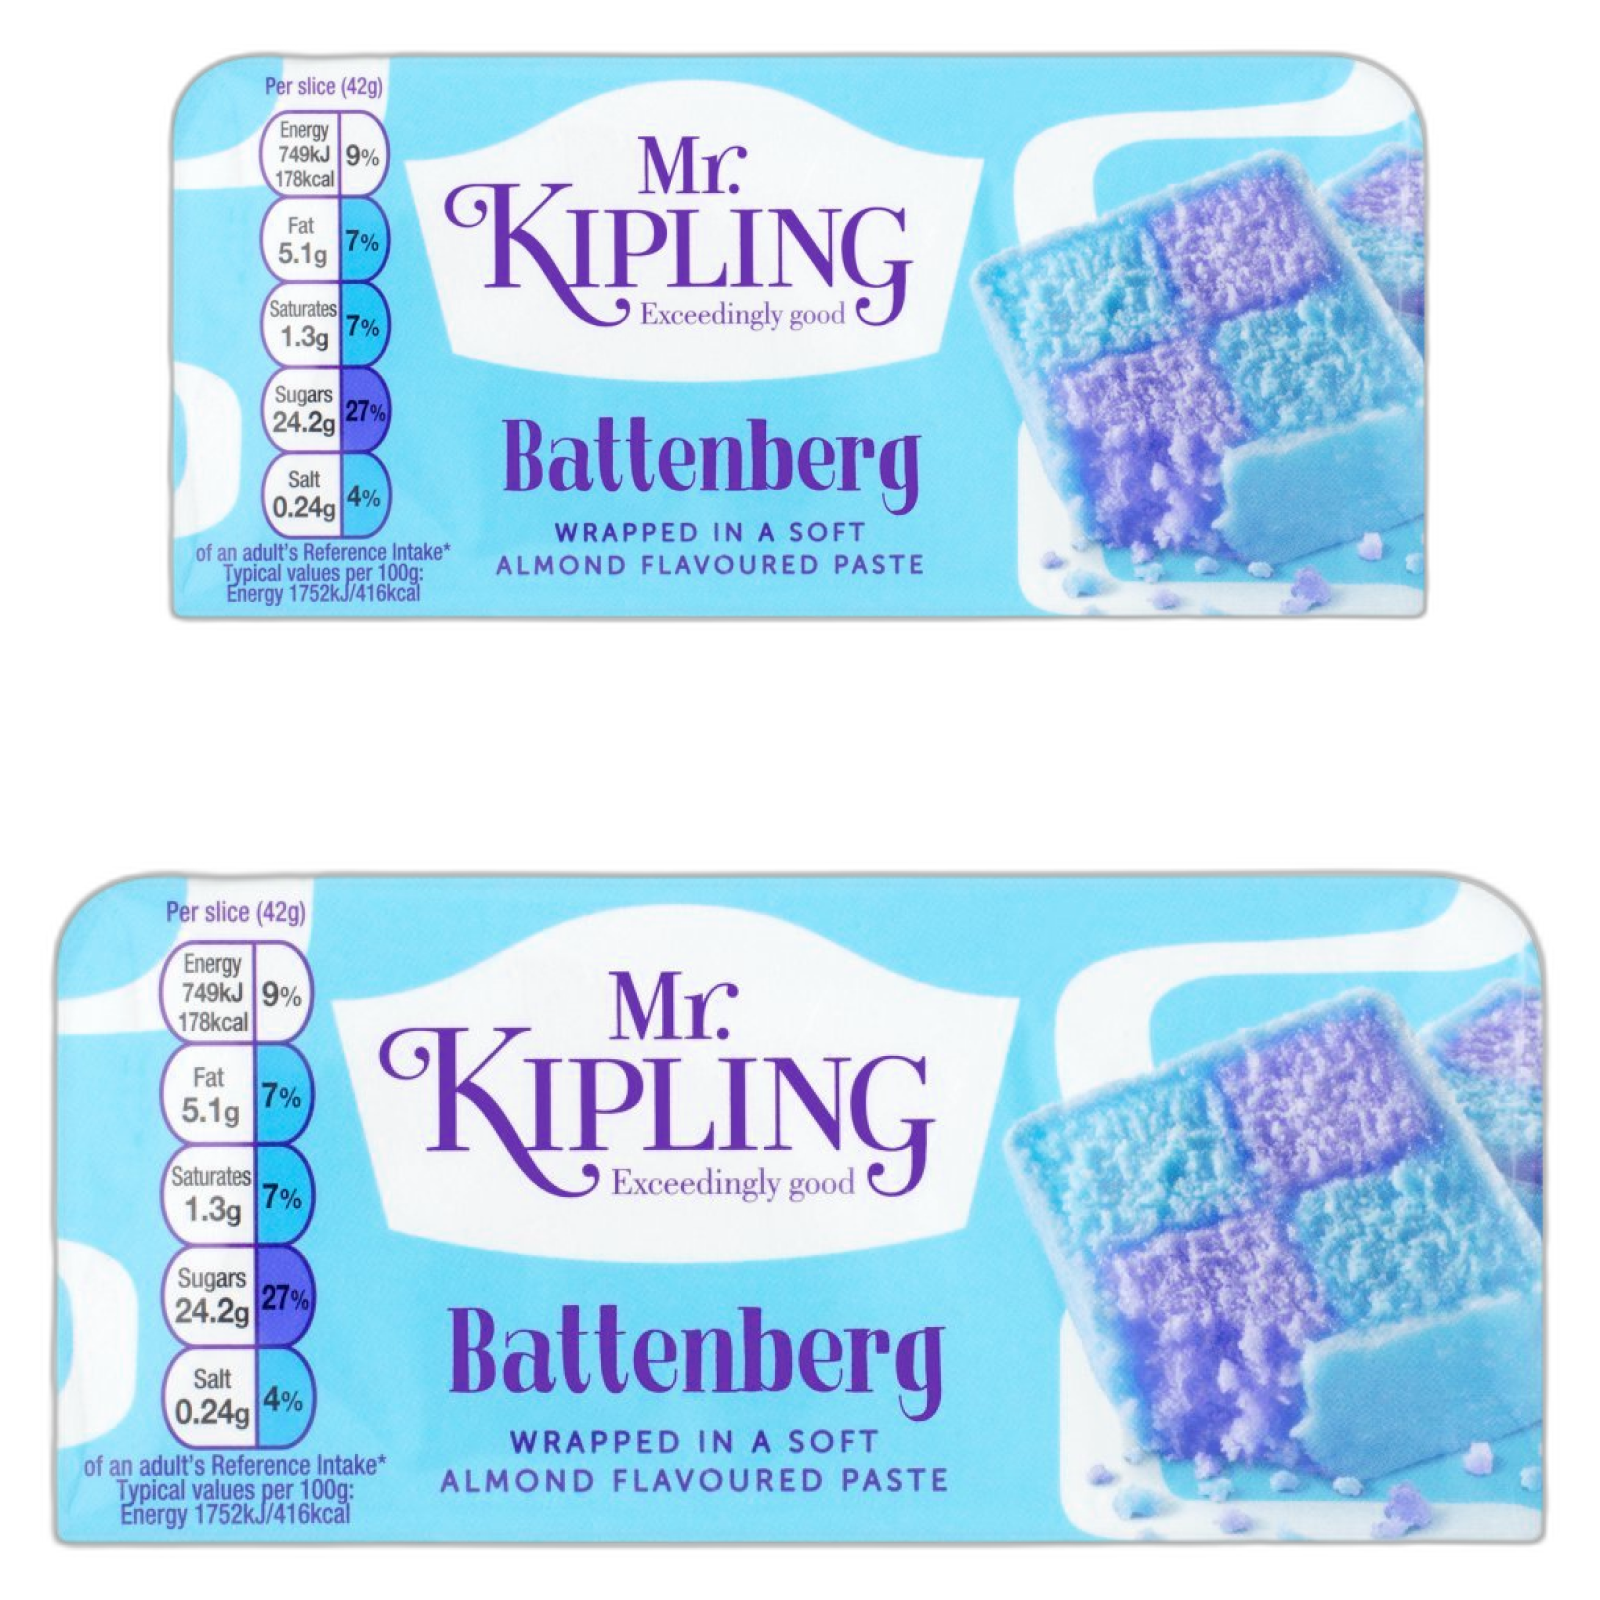 Per slice (42g)
Energy
749kJ
178kcal
9%
Fat
5.1g
7%
Saturates
1.3g
7%
Sugars
24.2g
27%
Salt
0.24g
4%
of an adult's Reference Intake*
Typical values per 100g:
Energy 1752kJ/416kcal
Mr.
KIPLING
Exceedingly good
Battenberg
WRAPPED IN A SOFT
ALMOND FLAVOURED PASTE
Per slice (42g)
Energy
749kJ
178kcal
9%
Fat
5.1g
7%
Saturates
1.3g
7%
Sugars
24.2g
27%
Salt
0.24g
4%
of an adult's Reference Intake*
Typical values per 100g:
Energy 1752kJ/416kcal
Mr.
KIPLING
Exceedingly good
Battenberg
WRAPPED IN A SOFT
ALMOND FLAVOURED PASTE